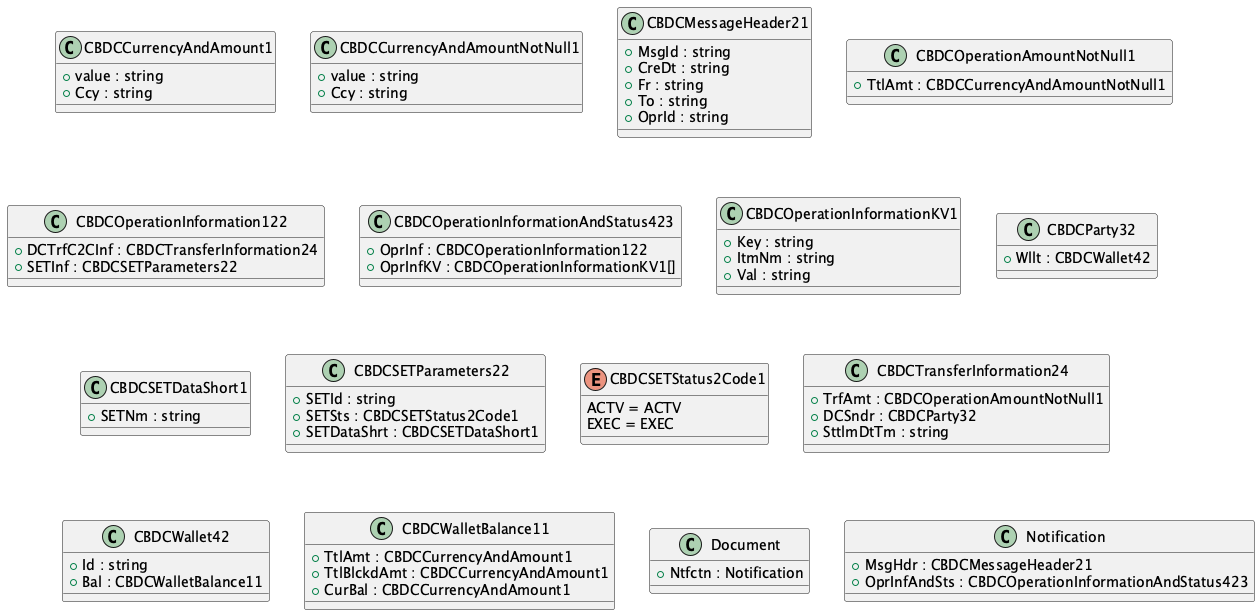 C CBDCCurrencyAndAmount1
value : string
Ccy : string
C CBDCCurrencyAndAmountNotNull1
value : string
Ccy : string
C CBDCMessageHeader21
MsgId : string
CreDt : string
Fr : string
To : string
OprId : string
C CBDCOperationAmountNotNull1
TtlAmt : CBDCCurrencyAndAmountNotNull1
C CBDCOperationInformation122
DCTrfC2CInf : CBDCTransferInformation24
SETInf : CBDCSETParameters22
C CBDCOperationInformationAndStatus423
OprInf : CBDCOperationInformation122
OprInfKV : CBDCOperationInformationKV1[]
C CBDCOperationInformationKV1
Key : string
ItmNm : string
Val : string
C CBDCParty32
Wllt : CBDCWallet42
C CBDCSETDataShort1
SETNm : string
C CBDCSETParameters22
SETId : string
SETSts : CBDCSETStatus2Code1
SETDataShrt : CBDCSETDataShort1
E CBDCSETStatus2Code1
ACTV = ACTV
EXEC = EXEC
C CBDCTransferInformation24
TrfAmt : CBDCOperationAmountNotNull1
DCSndr : CBDCParty32
SttlmDtTm : string
C CBDCWallet42
Id : string
Bal : CBDCWalletBalance11
C CBDCWalletBalance11
TtlAmt : CBDCCurrencyAndAmount1
TtlBlckdAmt : CBDCCurrencyAndAmount1
CurBal : CBDCCurrencyAndAmount1
C Document
Ntfctn : Notification
C Notification
MsgHdr : CBDCMessageHeader21
OprInfAndSts : CBDCOperationInformationAndStatus423